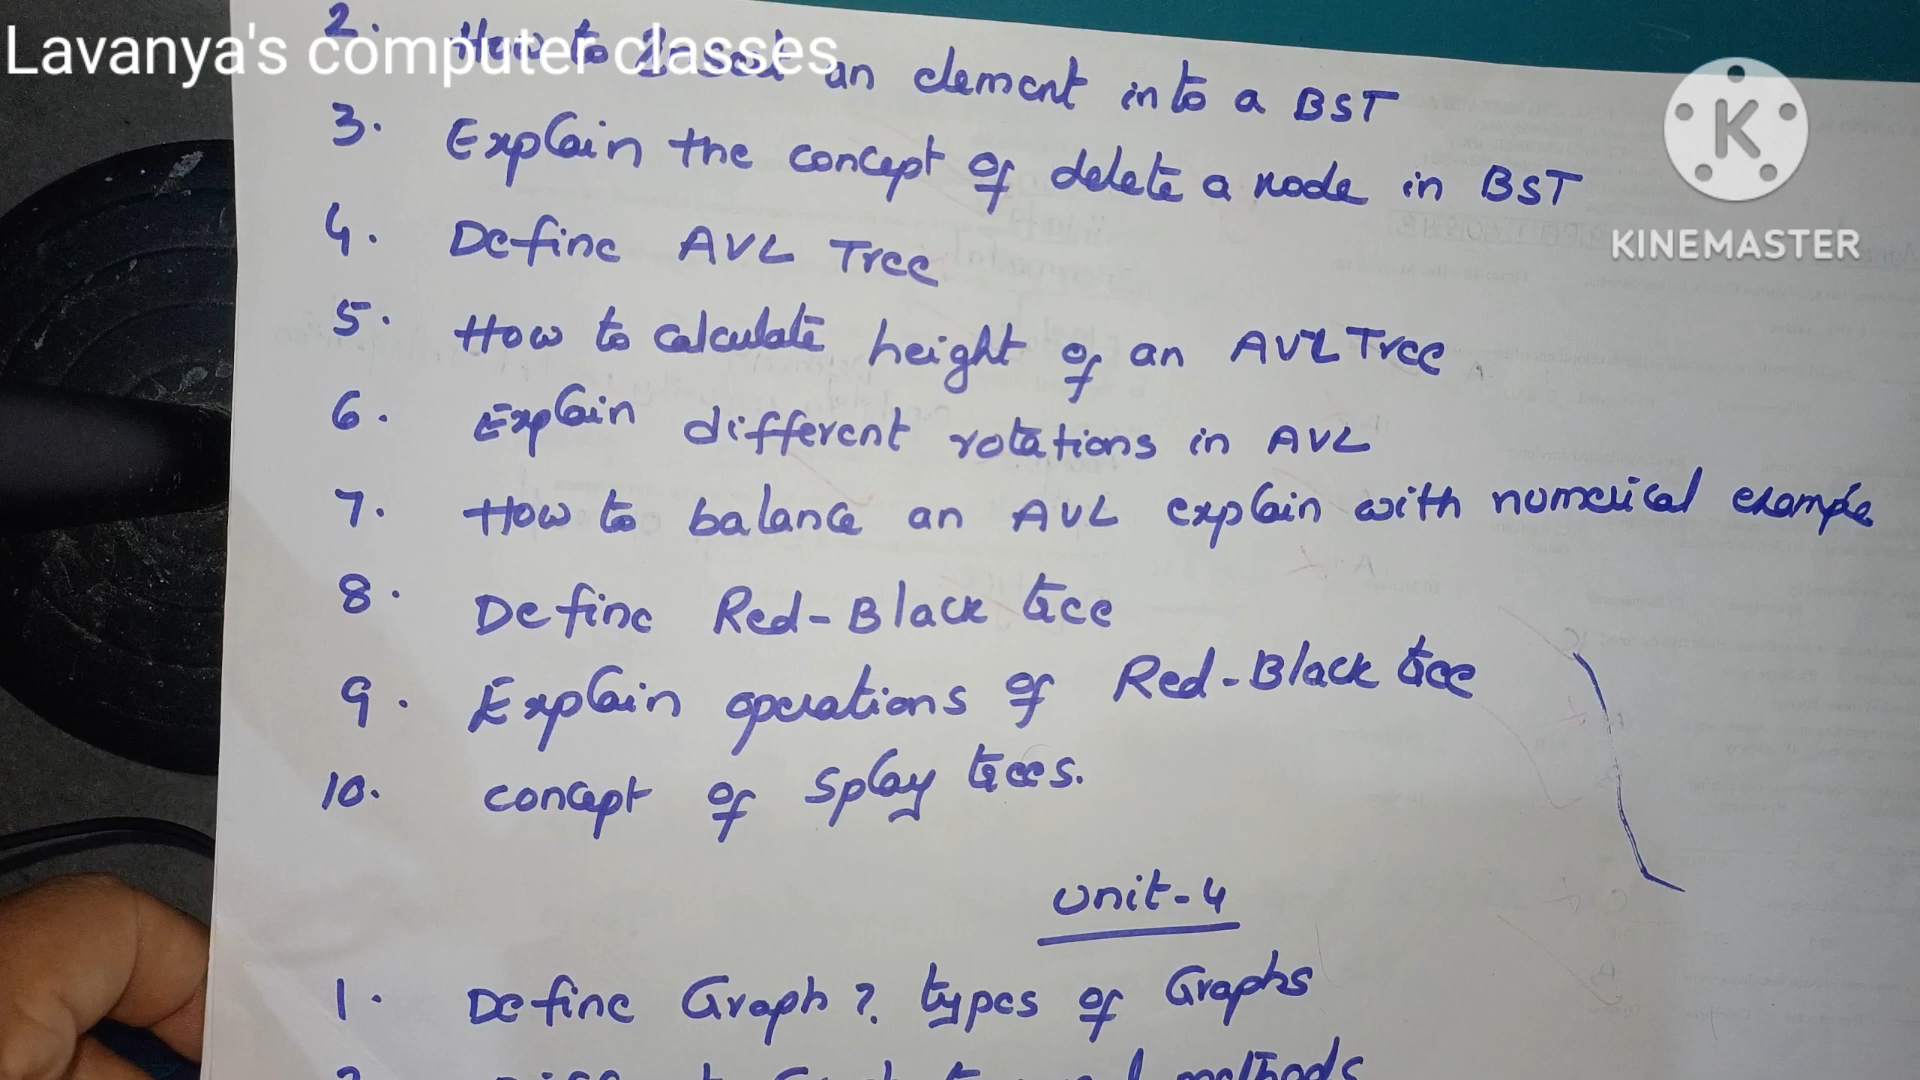 Lavanya's computer classes
2. How to Insert an element into a BST
K
KINEMASTER
3. Explain the concept of delete a node in BST
4. Define AVL Tree
5. How to calculate height of an AVL Tree
6. Explain different rotations in AVL
7. How to balance an AVL explain with numerical example
8. Define Red-Black tree
9. Explain operations of Red-Black tree
10. concept of Splay trees.
Unit-4
1. Define Graph? types of Graphs
methods